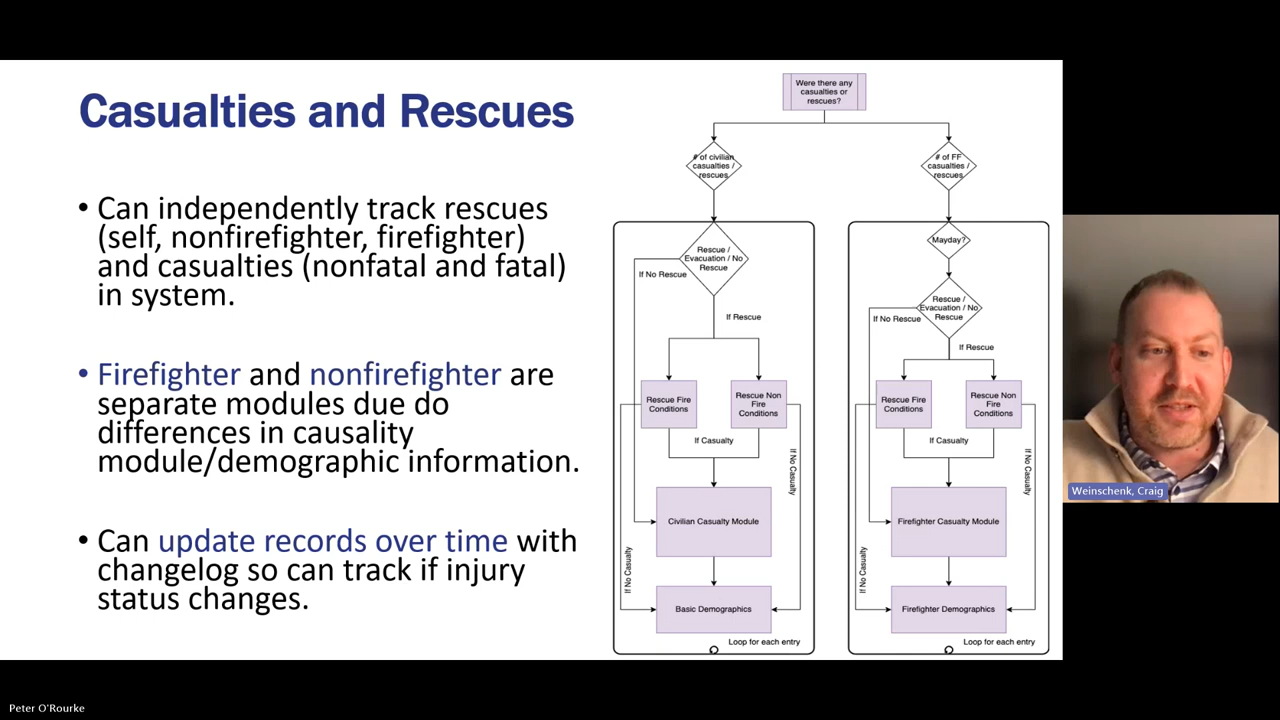 Casualties and Rescues
• Can independently track rescues
(self, nonfirefighter, firefighter)
and casualties (nonfatal and fatal)
in system.
• Firefighter and nonfirefighter are
separate modules due do
differences in causality
module/demographic information.
• Can update records over time with
changelog so can track if injury
status changes.
Were there any
casualties or
rescues?
# of civilian
casualties /
rescues
Rescue /
Evacuation / No
Rescue
If No Rescue
If Rescue
Rescue Fire
Conditions
Rescue Non
Fire
Conditions
If Casualty
If No Casualty
Civilian Casualty Module
If No Casualty
Basic Demographics
Loop for each entry
# of FF
casualties /
rescues
Mayday?
Rescue /
Evacuation / No
Rescue
If No Rescue
If Rescue
Rescue Fire
Conditions
Rescue Non
Fire
Conditions
If Casualty
If No Casualty
Firefighter Casualty Module
If No Casualty
Firefighter Demographics
Loop for each entry
Weinschenk, Craig
Peter O'Rourke